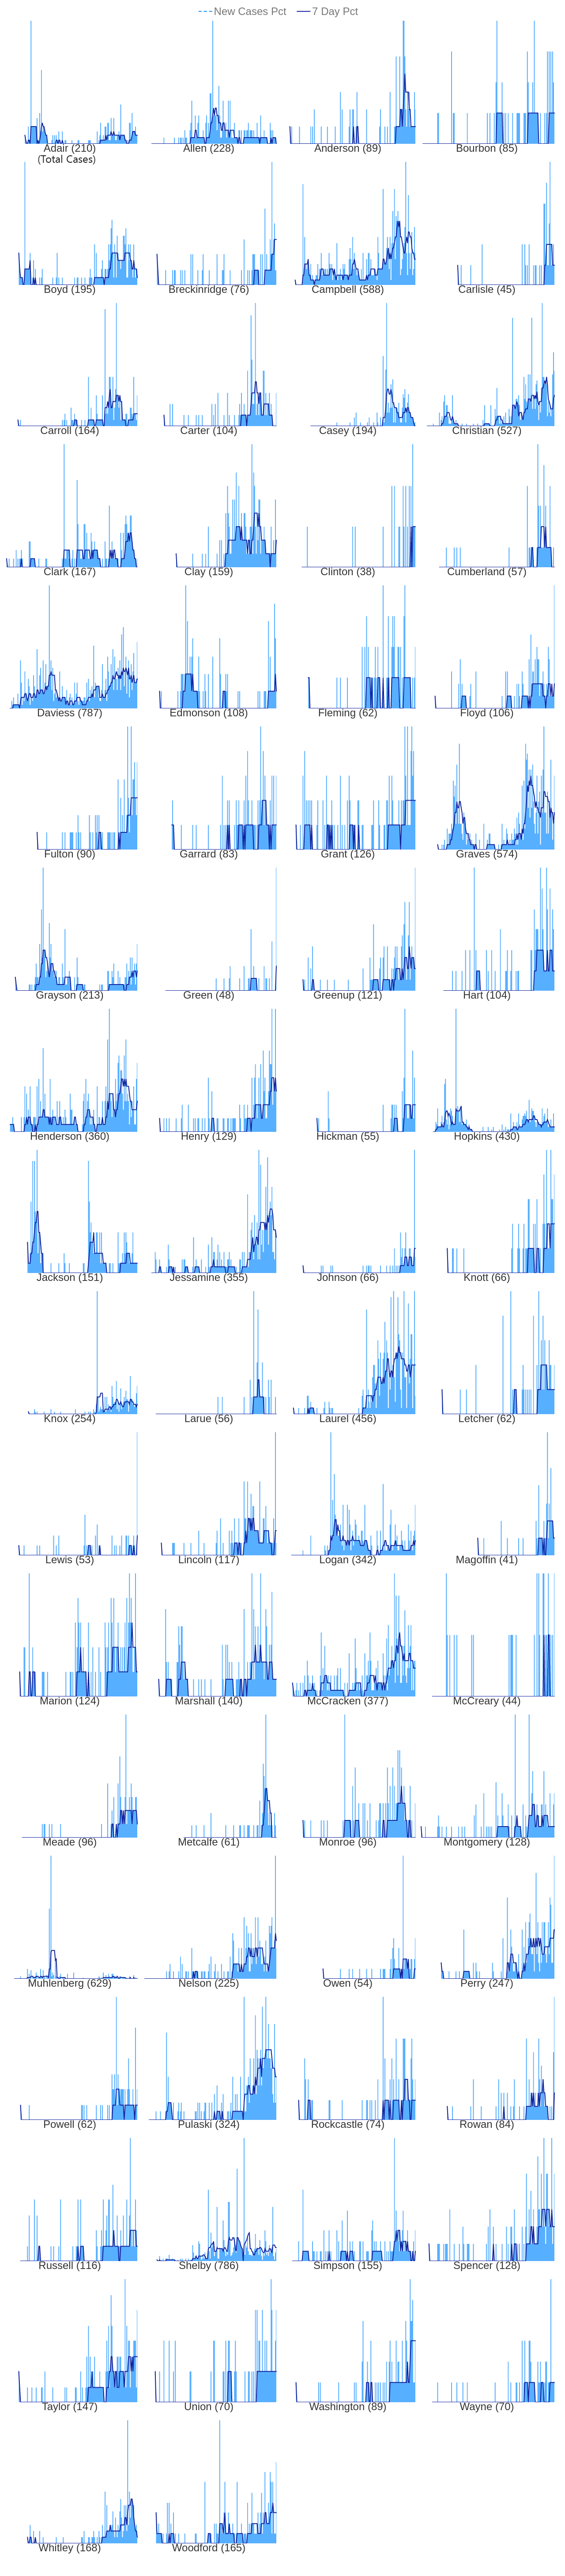 New Cases Pct 7 Day Pct
Adair (210) Allen (228) Anderson (89) Bourbon (85)
(Total Cases)
Boyd (195) Breckinridge (76) Campbell (588) Carlisle (45)
Carroll (164) Carter (104) Casey (194) Christian (527)
Clark (167) Clay (159) Clinton (38) Cumberland (57)
Daviess (787) Edmonson (108) Fleming (62) Floyd (106)
Fulton (90) Garrard (83) Grant (126) Graves (574)
Grayson (213) Green (48) Greenup (121) Hart (104)
Henderson (360) Henry (129) Hickman (55) Hopkins (430)
Jackson (151) Jessamine (355) Johnson (66) Knott (66)
Knox (254) Larue (56) Laurel (456) Letcher (62)
Lewis (53) Lincoln (117) Logan (342) Magoffin (41)
Marion (124) Marshall (140) McCracken (377) McCreary (44)
Meade (96) Metcalfe (61) Monroe (96) Montgomery (128)
Muhlenberg (629) Nelson (225) Owen (54) Perry (247)
Powell (62) Pulaski (324) Rockcastle (74) Rowan (84)
Russell (116) Shelby (786) Simpson (155) Spencer (128)
Taylor (147) Union (70) Washington (89) Wayne (70)
Whitley (168) Woodford (165)